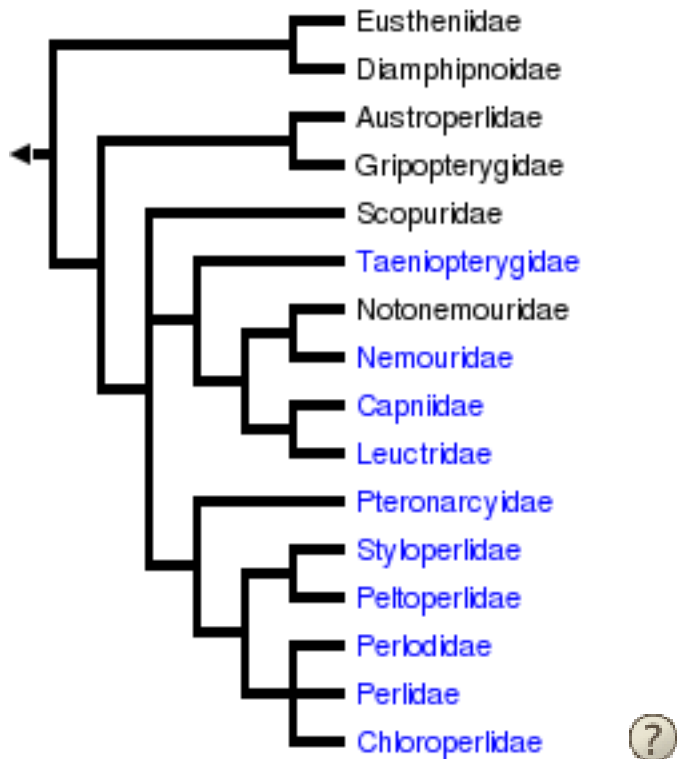 Eustheniidae
Diamphipnoidae
Austroperlidae
Gripopterygidae
Scopuridae
Taeniopterygidae
Notonemouridae
Nemouridae
Capniidae
Leuctridae
Pteronarcyidae
Styloperlidae
Peltoperlidae
Perlodidae
Perlidae
Chloroperlidae
?